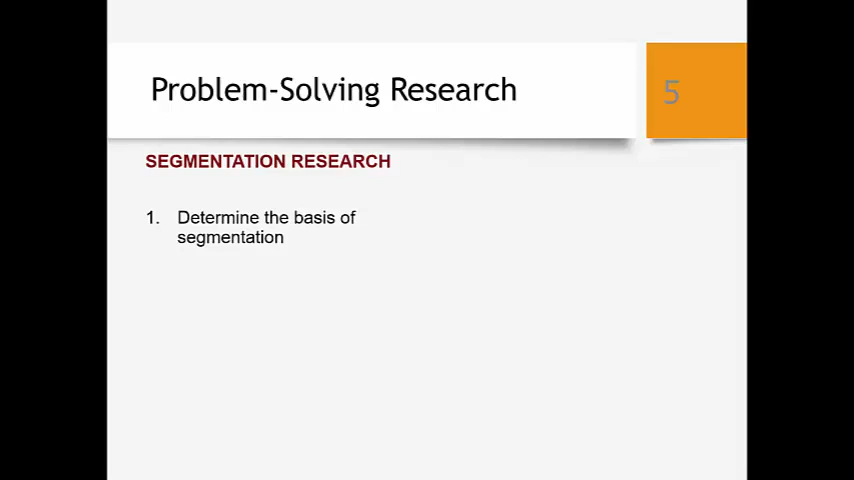 Problem-Solving Research
5
SEGMENTATION RESEARCH
1. Determine the basis of
segmentation